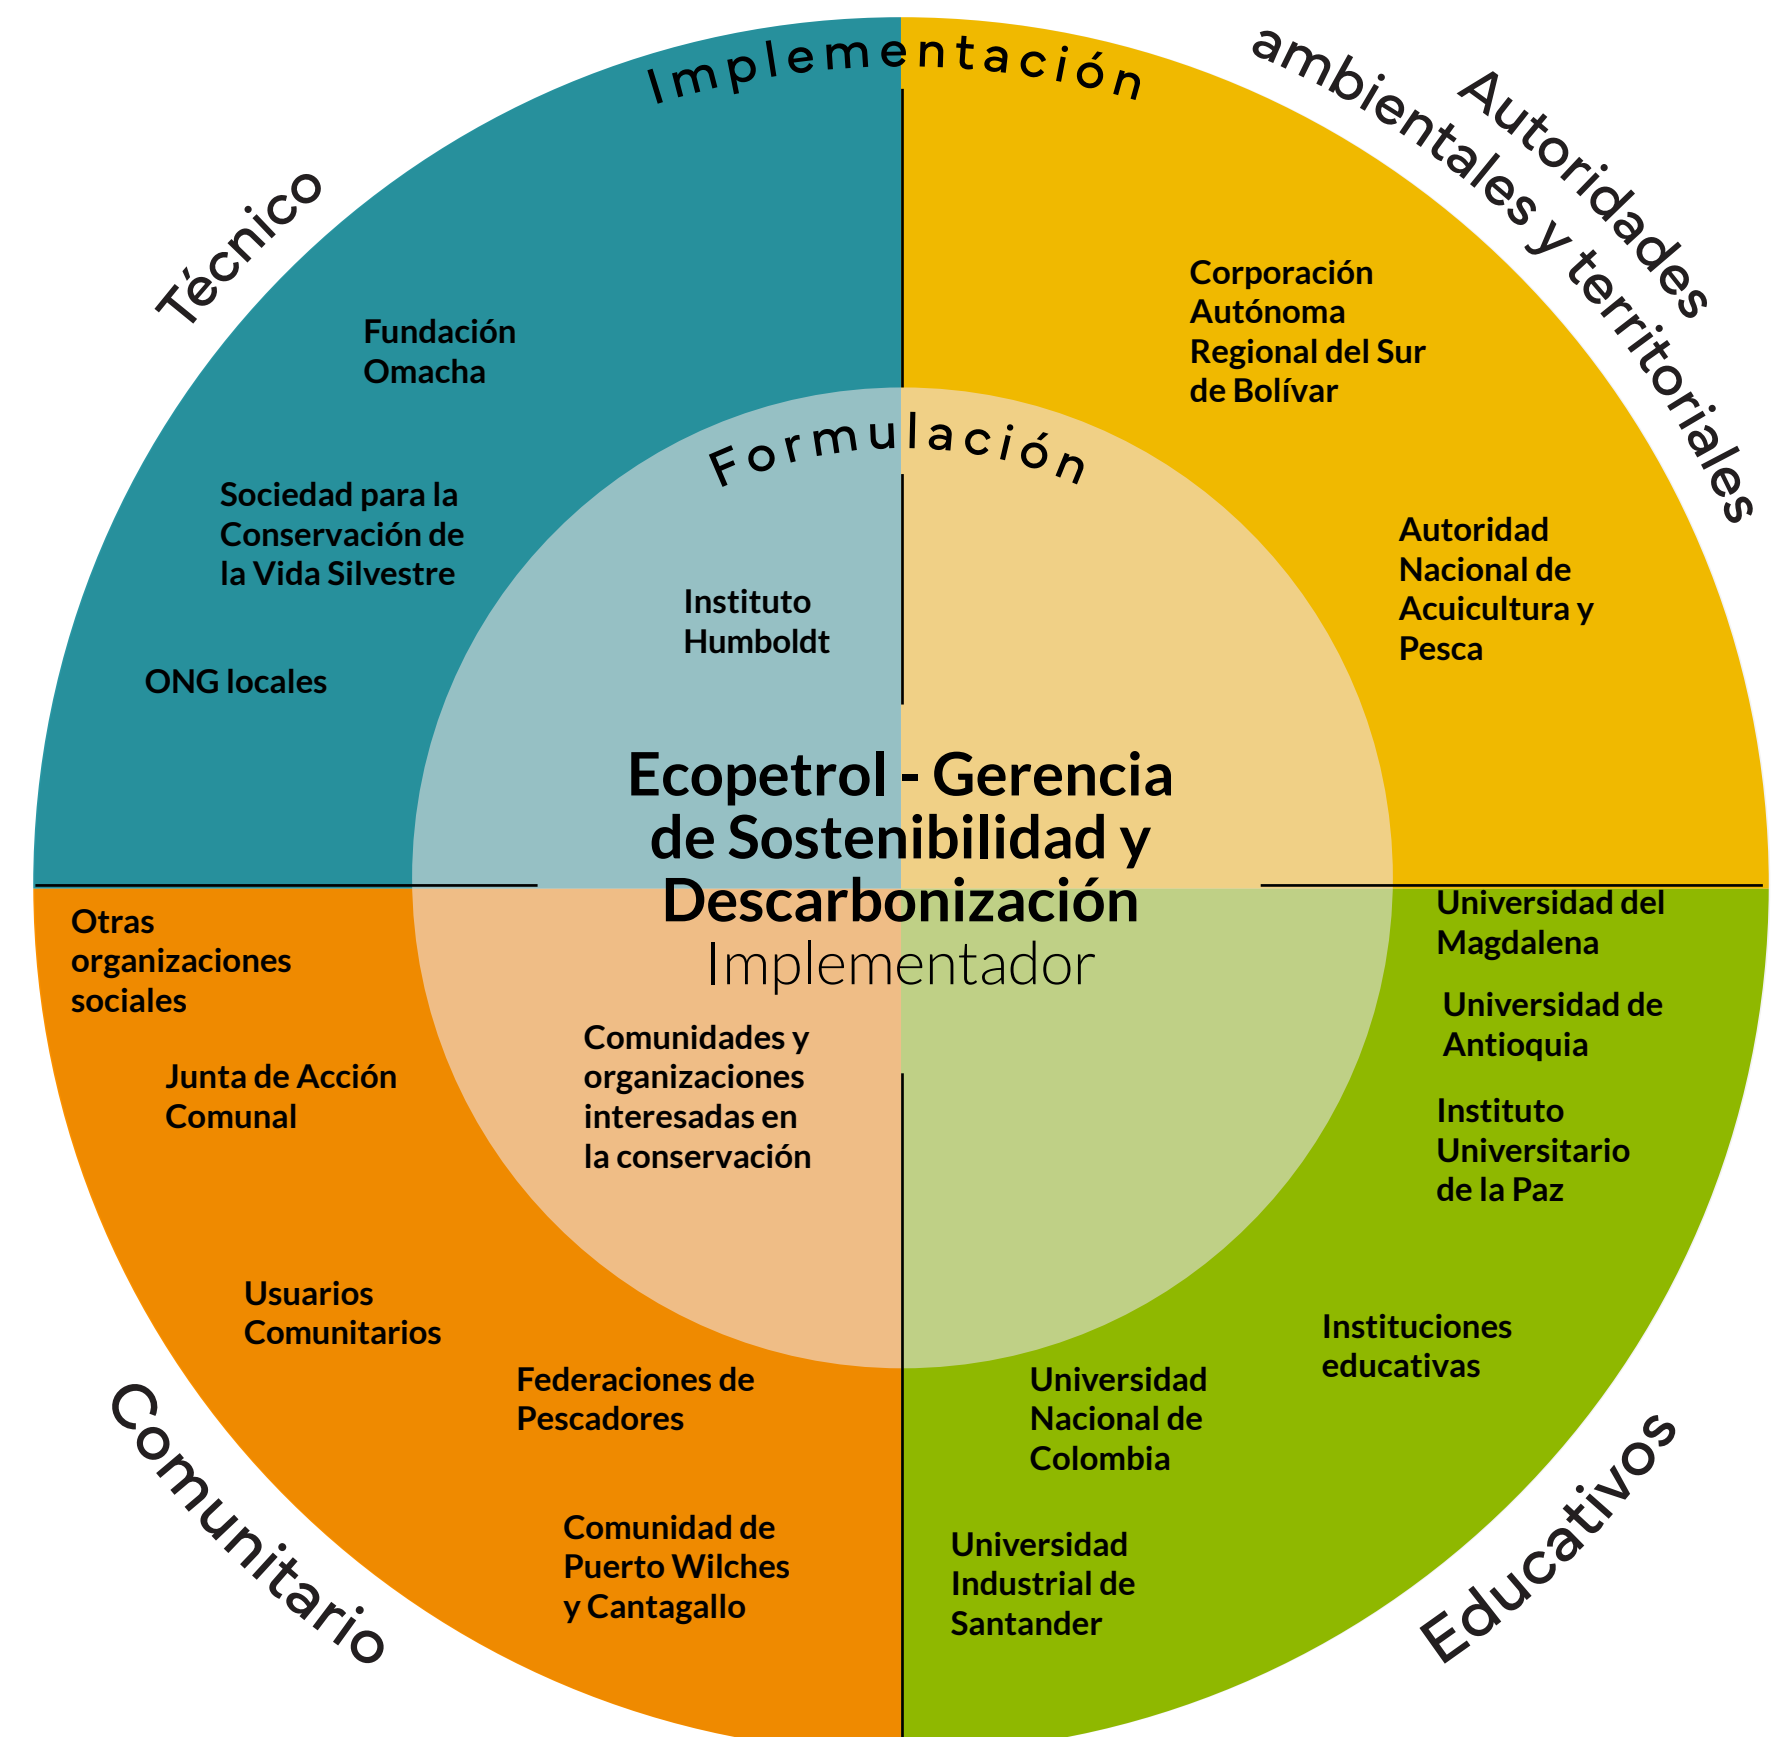 Implementación
Técnico
Autoridades
ambientales y territoriales
Fundación
Omacha
Sociedad para la
Conservación de
la Vida Silvestre
ONG locales
Corporación
Autónoma
Regional del Sur
de Bolívar
Autoridad
Nacional de
Acuicultura y
Pesca
Formulación
Instituto
Humboldt
Ecopetrol - Gerencia
de Sostenibilidad y
Descarbonización
Implementador
Comunidades y
organizaciones
interesadas en
la conservación
Otras
organizaciones
sociales
Junta de Acción
Comunal
Usuarios
Comunitarios
Federaciones de
Pescadores
Comunidad de
Puerto Wilches
y Cantagallo
Comunitario
Universidad del
Magdalena
Universidad de
Antioquia
Instituto
Universitario
de la Paz
Instituciones
educativas
Universidad
Nacional de
Colombia
Universidad
Industrial de
Santander
Educativos